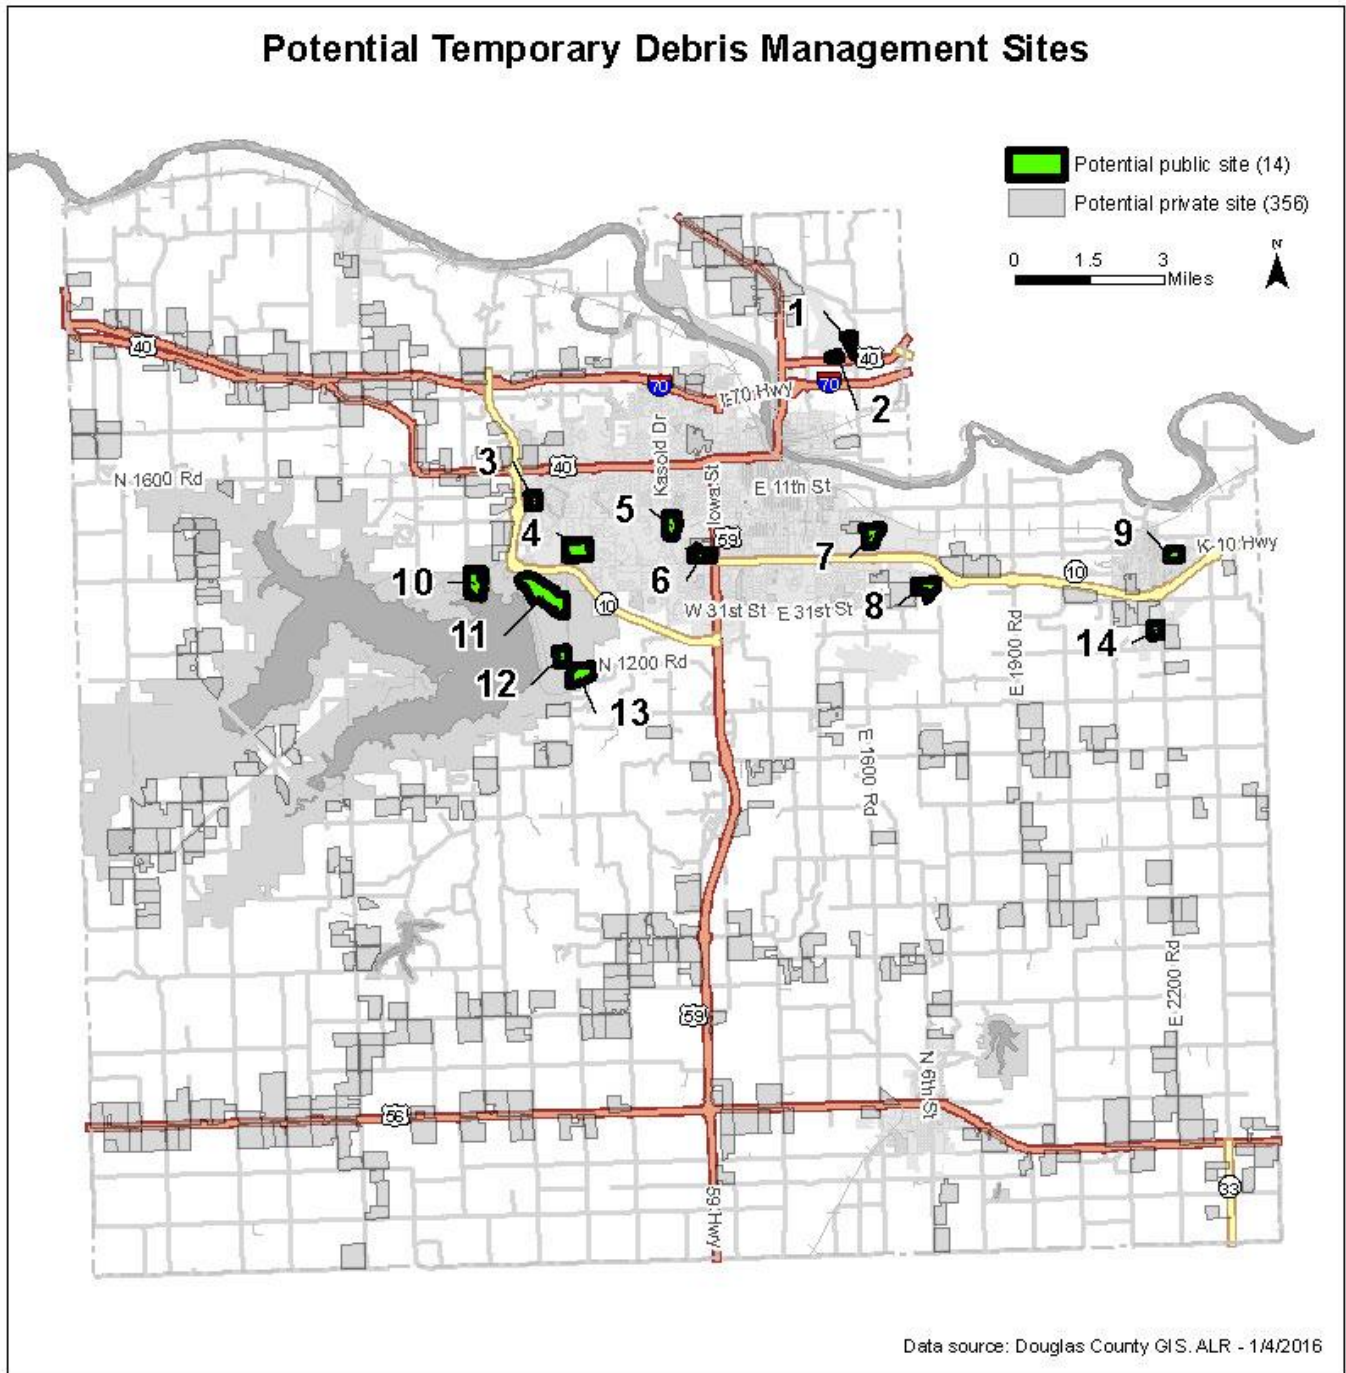 Potential Temporary Debris Management Sites
Potential public site (14)
Potential private site (356)
N
0 1.5 3
Miles
1
40
40
70
70
I-70 Hwy
2
3
40
Kasold Dr
Iowa St
N 1600 Rd
E 11th St
5
4
59
7
9
K-10 Hwy
6
10
10
W 31st St
E 31st St
8
11
10
14
E 1900 Rd
12
N 1200 Rd
13
E 1600 Rd
E 2200 Rd
59
N 6th St
56
59 Hwy
33
Data source: Douglas County GIS. ALR - 1/4/2016